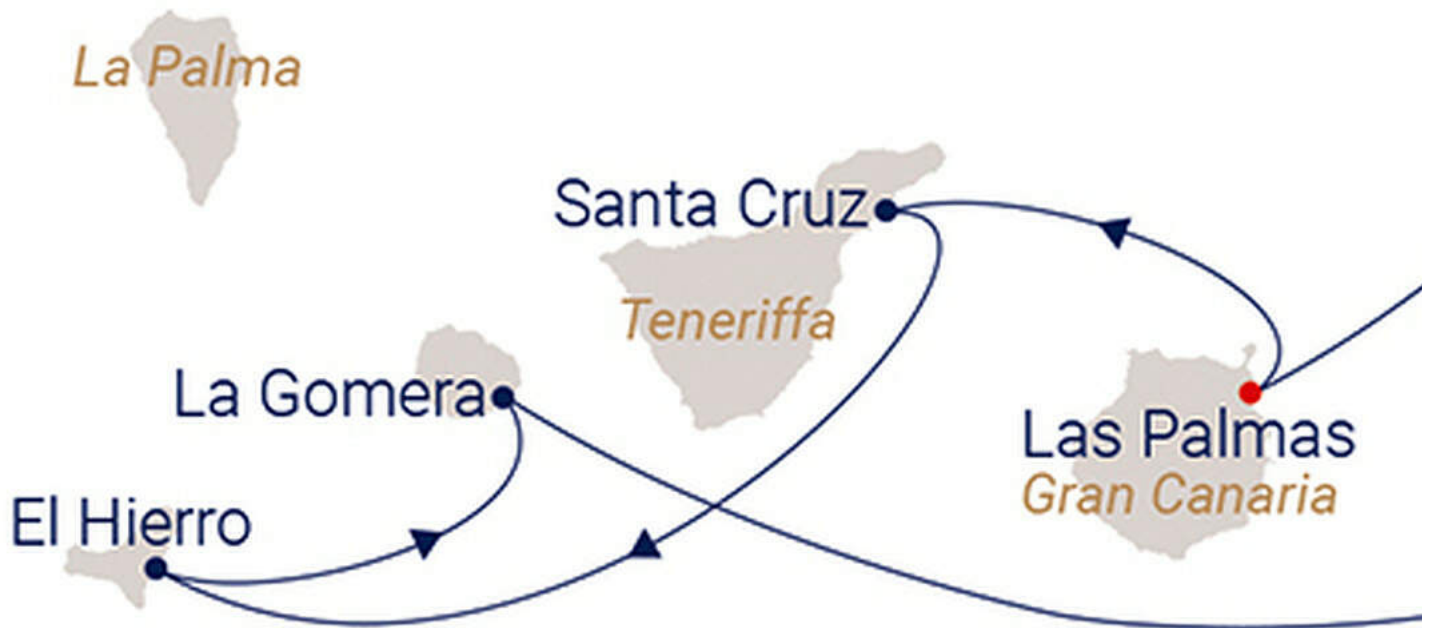 La Palma
Santa Cruz
Teneriffa
La Gomera
Las Palmas
Gran Canaria
El Hierro